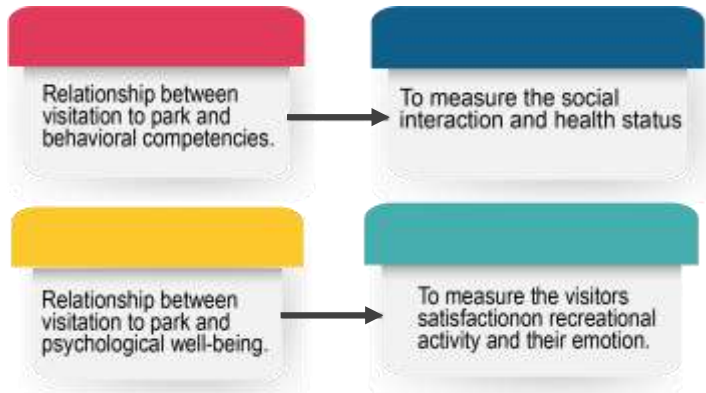 Relationship between
visitation to park and
behavioral competencies.
To measure the social
interaction and health status
Relationship between
visitation to park and
psychological well-being.
To measure the visitors
satisfactionon recreational
activity and their emotion.